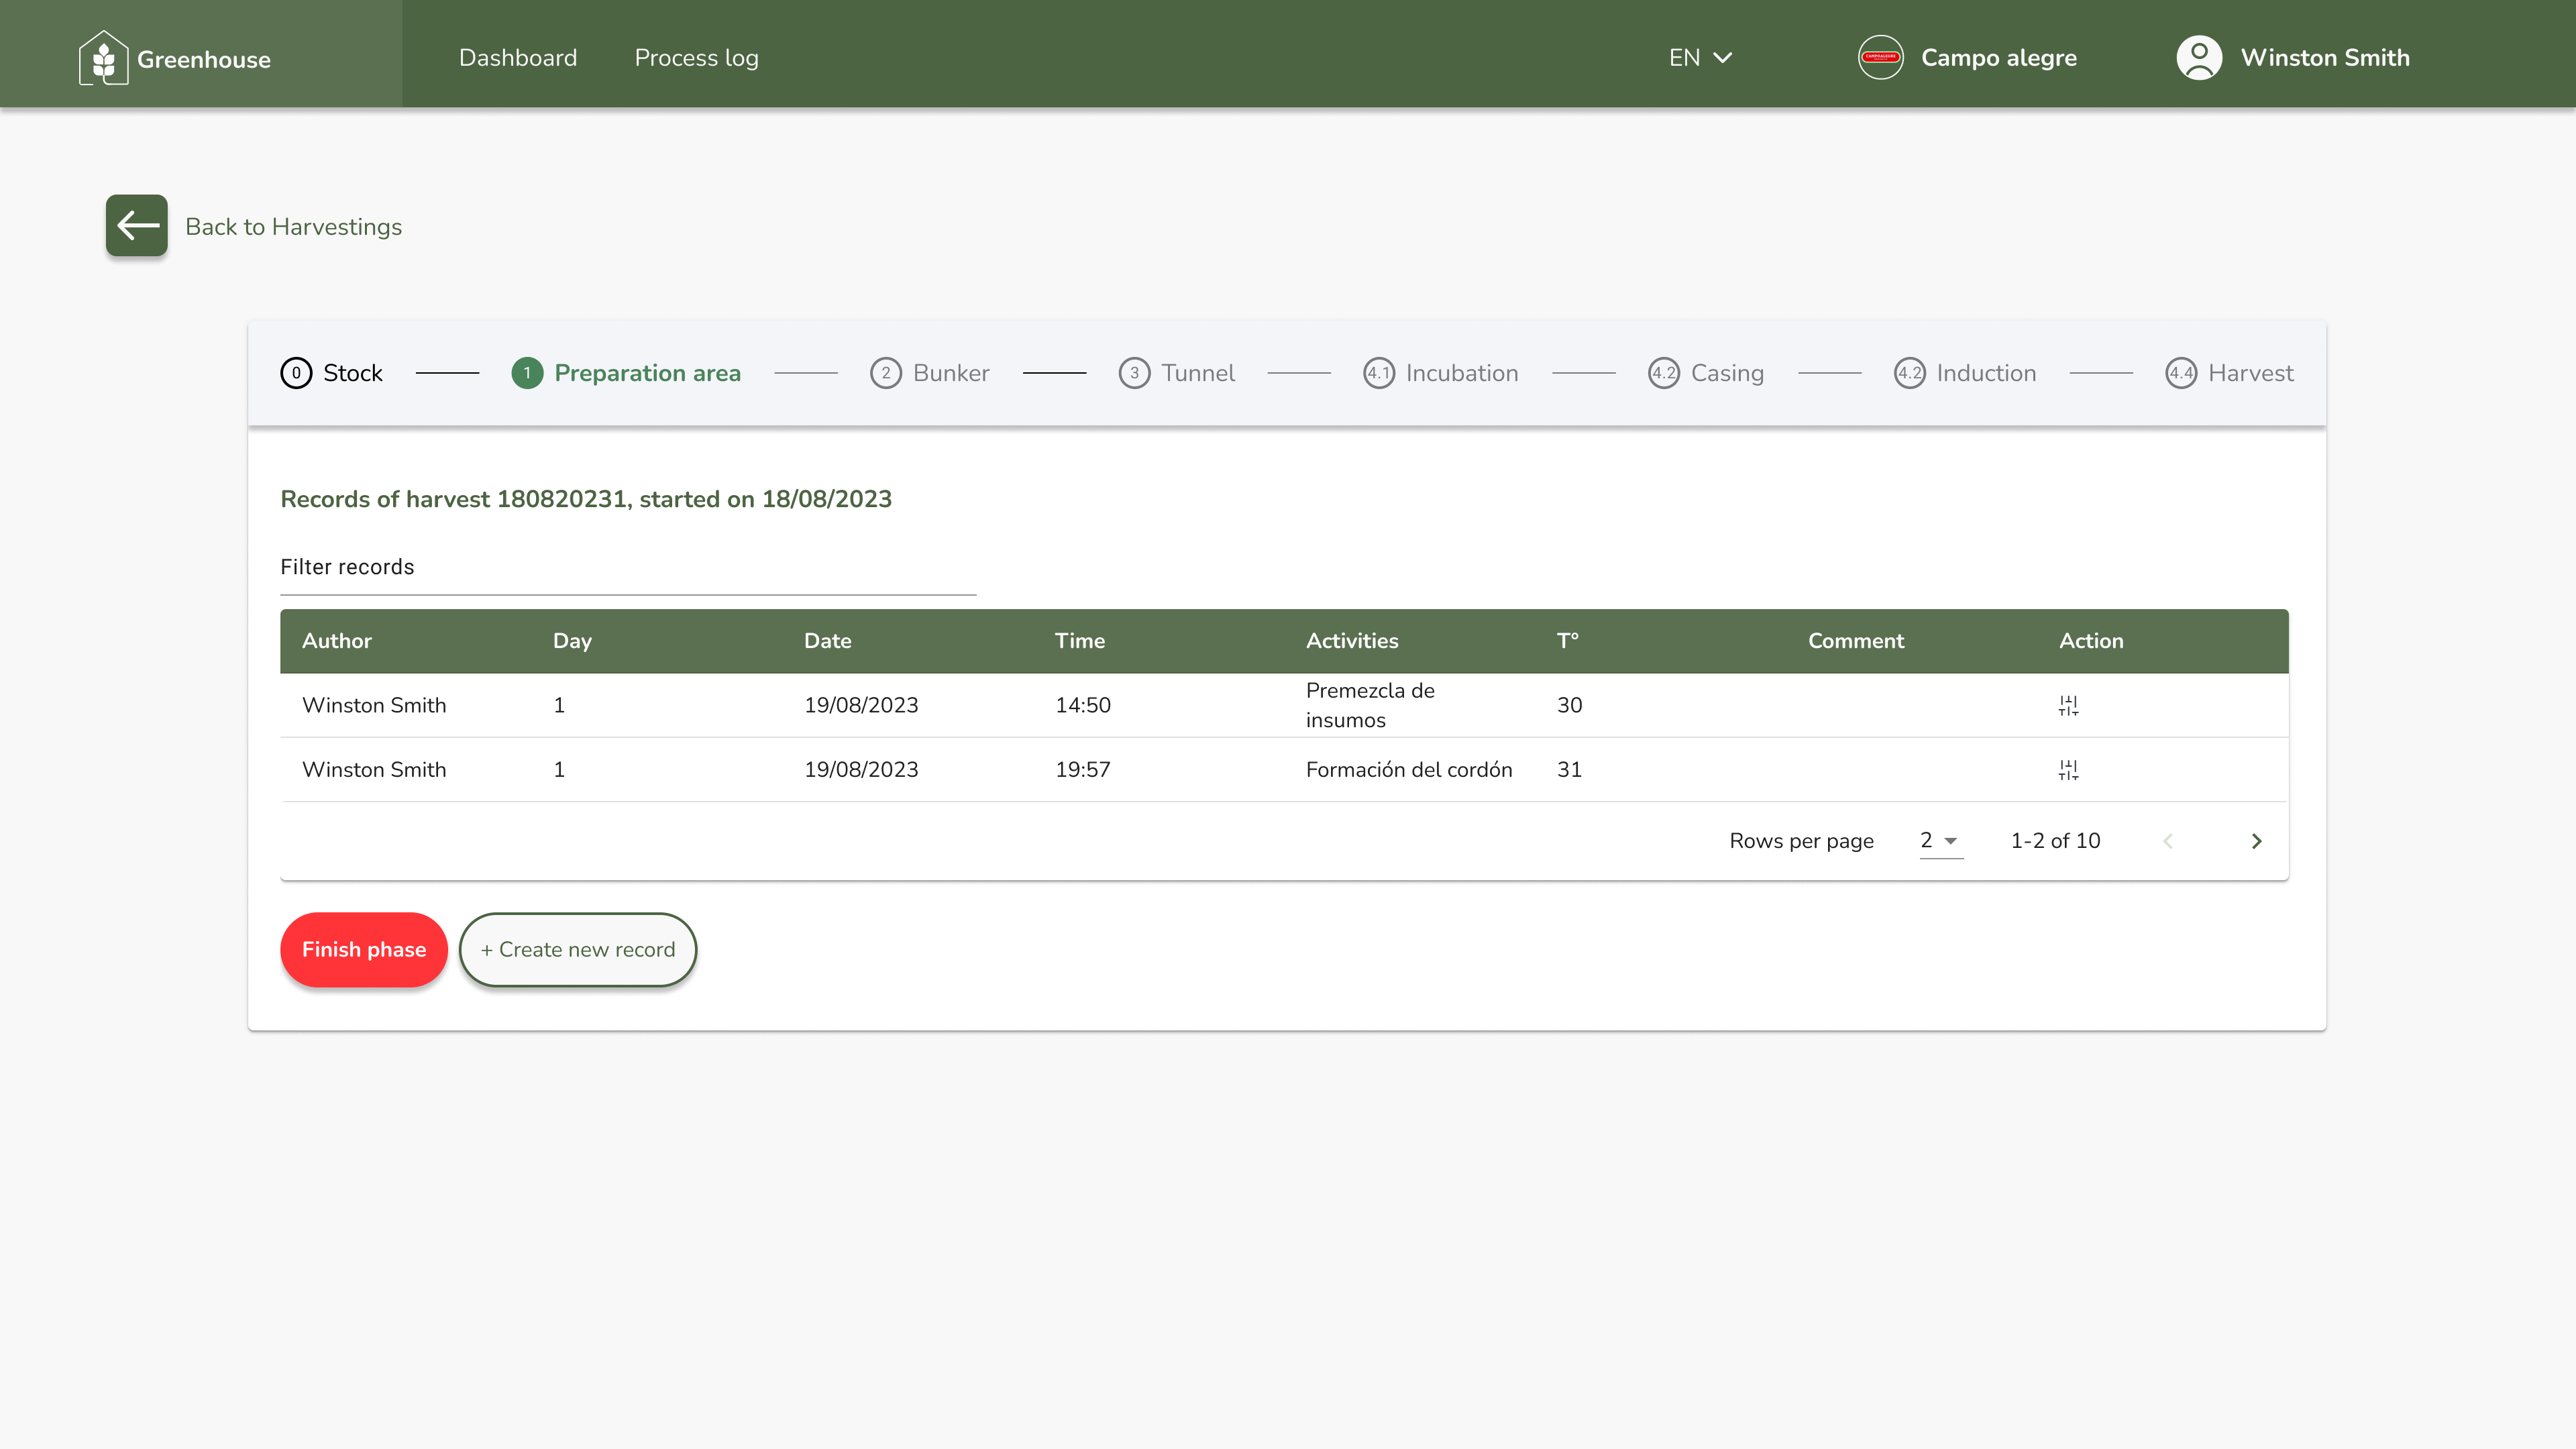 Greenhouse
Dashboard
Process log
EN
CAMPOALEGRE
Campo alegre
Winston Smith
Back to Harvestings
0 Stock
1 Preparation area
2 Bunker
3 Tunnel
4.1 Incubation
4.2 Casing
4.2 Induction
4.4 Harvest
Records of harvest 180820231, started on 18/08/2023
Filter records
Author Day Date Time Activities T° Comment Action
Winston Smith 1 19/08/2023 14:50 Premezcla de
insumos 30
Winston Smith 1 19/08/2023 19:57 Formación del cordón 31
Rows per page 2 1-2 of 10
Finish phase
+ Create new record